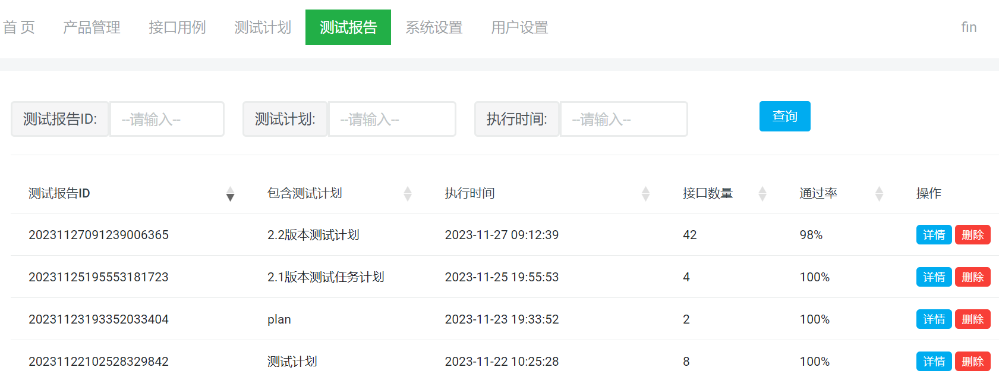 首 页 产品管理 接口用例 测试计划 测试报告 系统设置 用户设置 fin
测试报告ID: --请输入-- 测试计划: --请输入-- 执行时间: --请输入-- 查询
测试报告ID 包含测试计划 执行时间 接口数量 通过率 操作
20231127091239006365 2.2版本测试计划 2023-11-27 09:12:39 42 98% 详情 删除
20231125195553181723 2.1版本测试任务计划 2023-11-25 19:55:53 4 100% 详情 删除
20231123193352033404 plan 2023-11-23 19:33:52 2 100% 详情 删除
20231122102528329842 测试计划 2023-11-22 10:25:28 8 100% 详情 删除